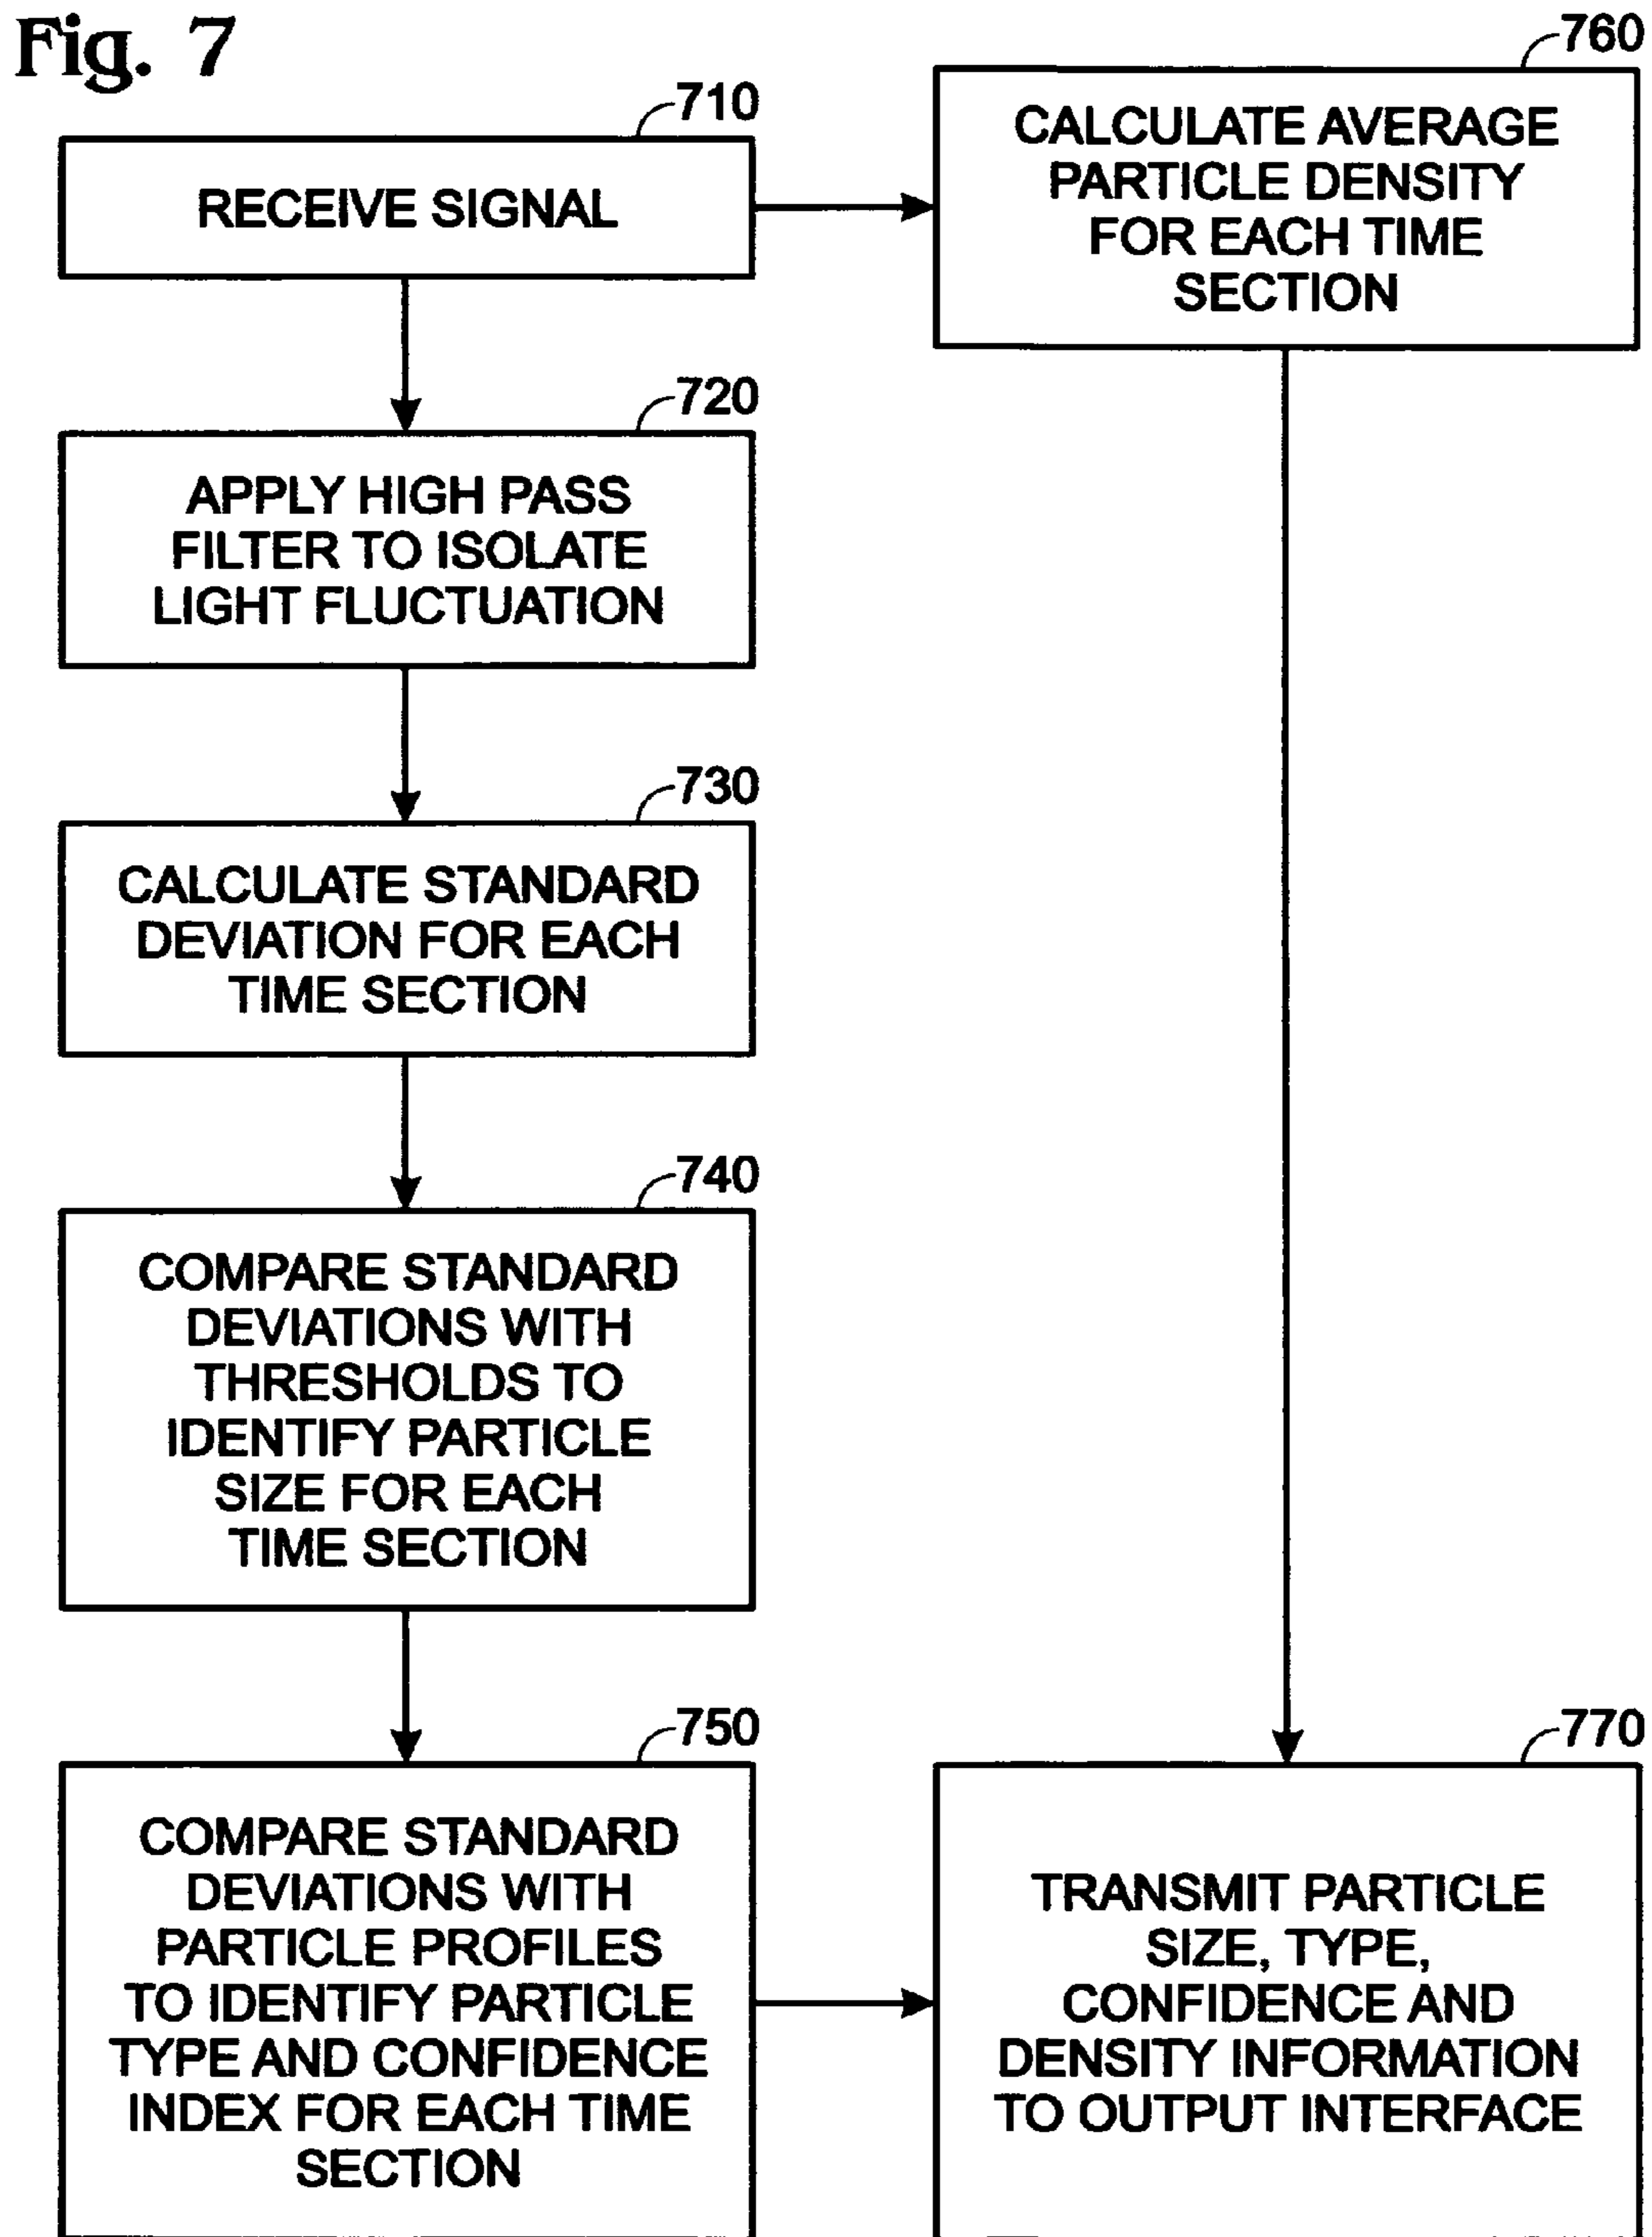 Fig. 7
710
RECEIVE SIGNAL
760
CALCULATE AVERAGE
PARTICLE DENSITY
FOR EACH TIME
SECTION
720
APPLY HIGH PASS
FILTER TO ISOLATE
LIGHT FLUCTUATION
730
CALCULATE STANDARD
DEVIATION FOR EACH
TIME SECTION
740
COMPARE STANDARD
DEVIATIONS WITH
THRESHOLDS TO
IDENTIFY PARTICLE
SIZE FOR EACH
TIME SECTION
750
COMPARE STANDARD
DEVIATIONS WITH
PARTICLE PROFILES
TO IDENTIFY PARTICLE
TYPE AND CONFIDENCE
INDEX FOR EACH TIME
SECTION
770
TRANSMIT PARTICLE
SIZE, TYPE,
CONFIDENCE AND
DENSITY INFORMATION
TO OUTPUT INTERFACE